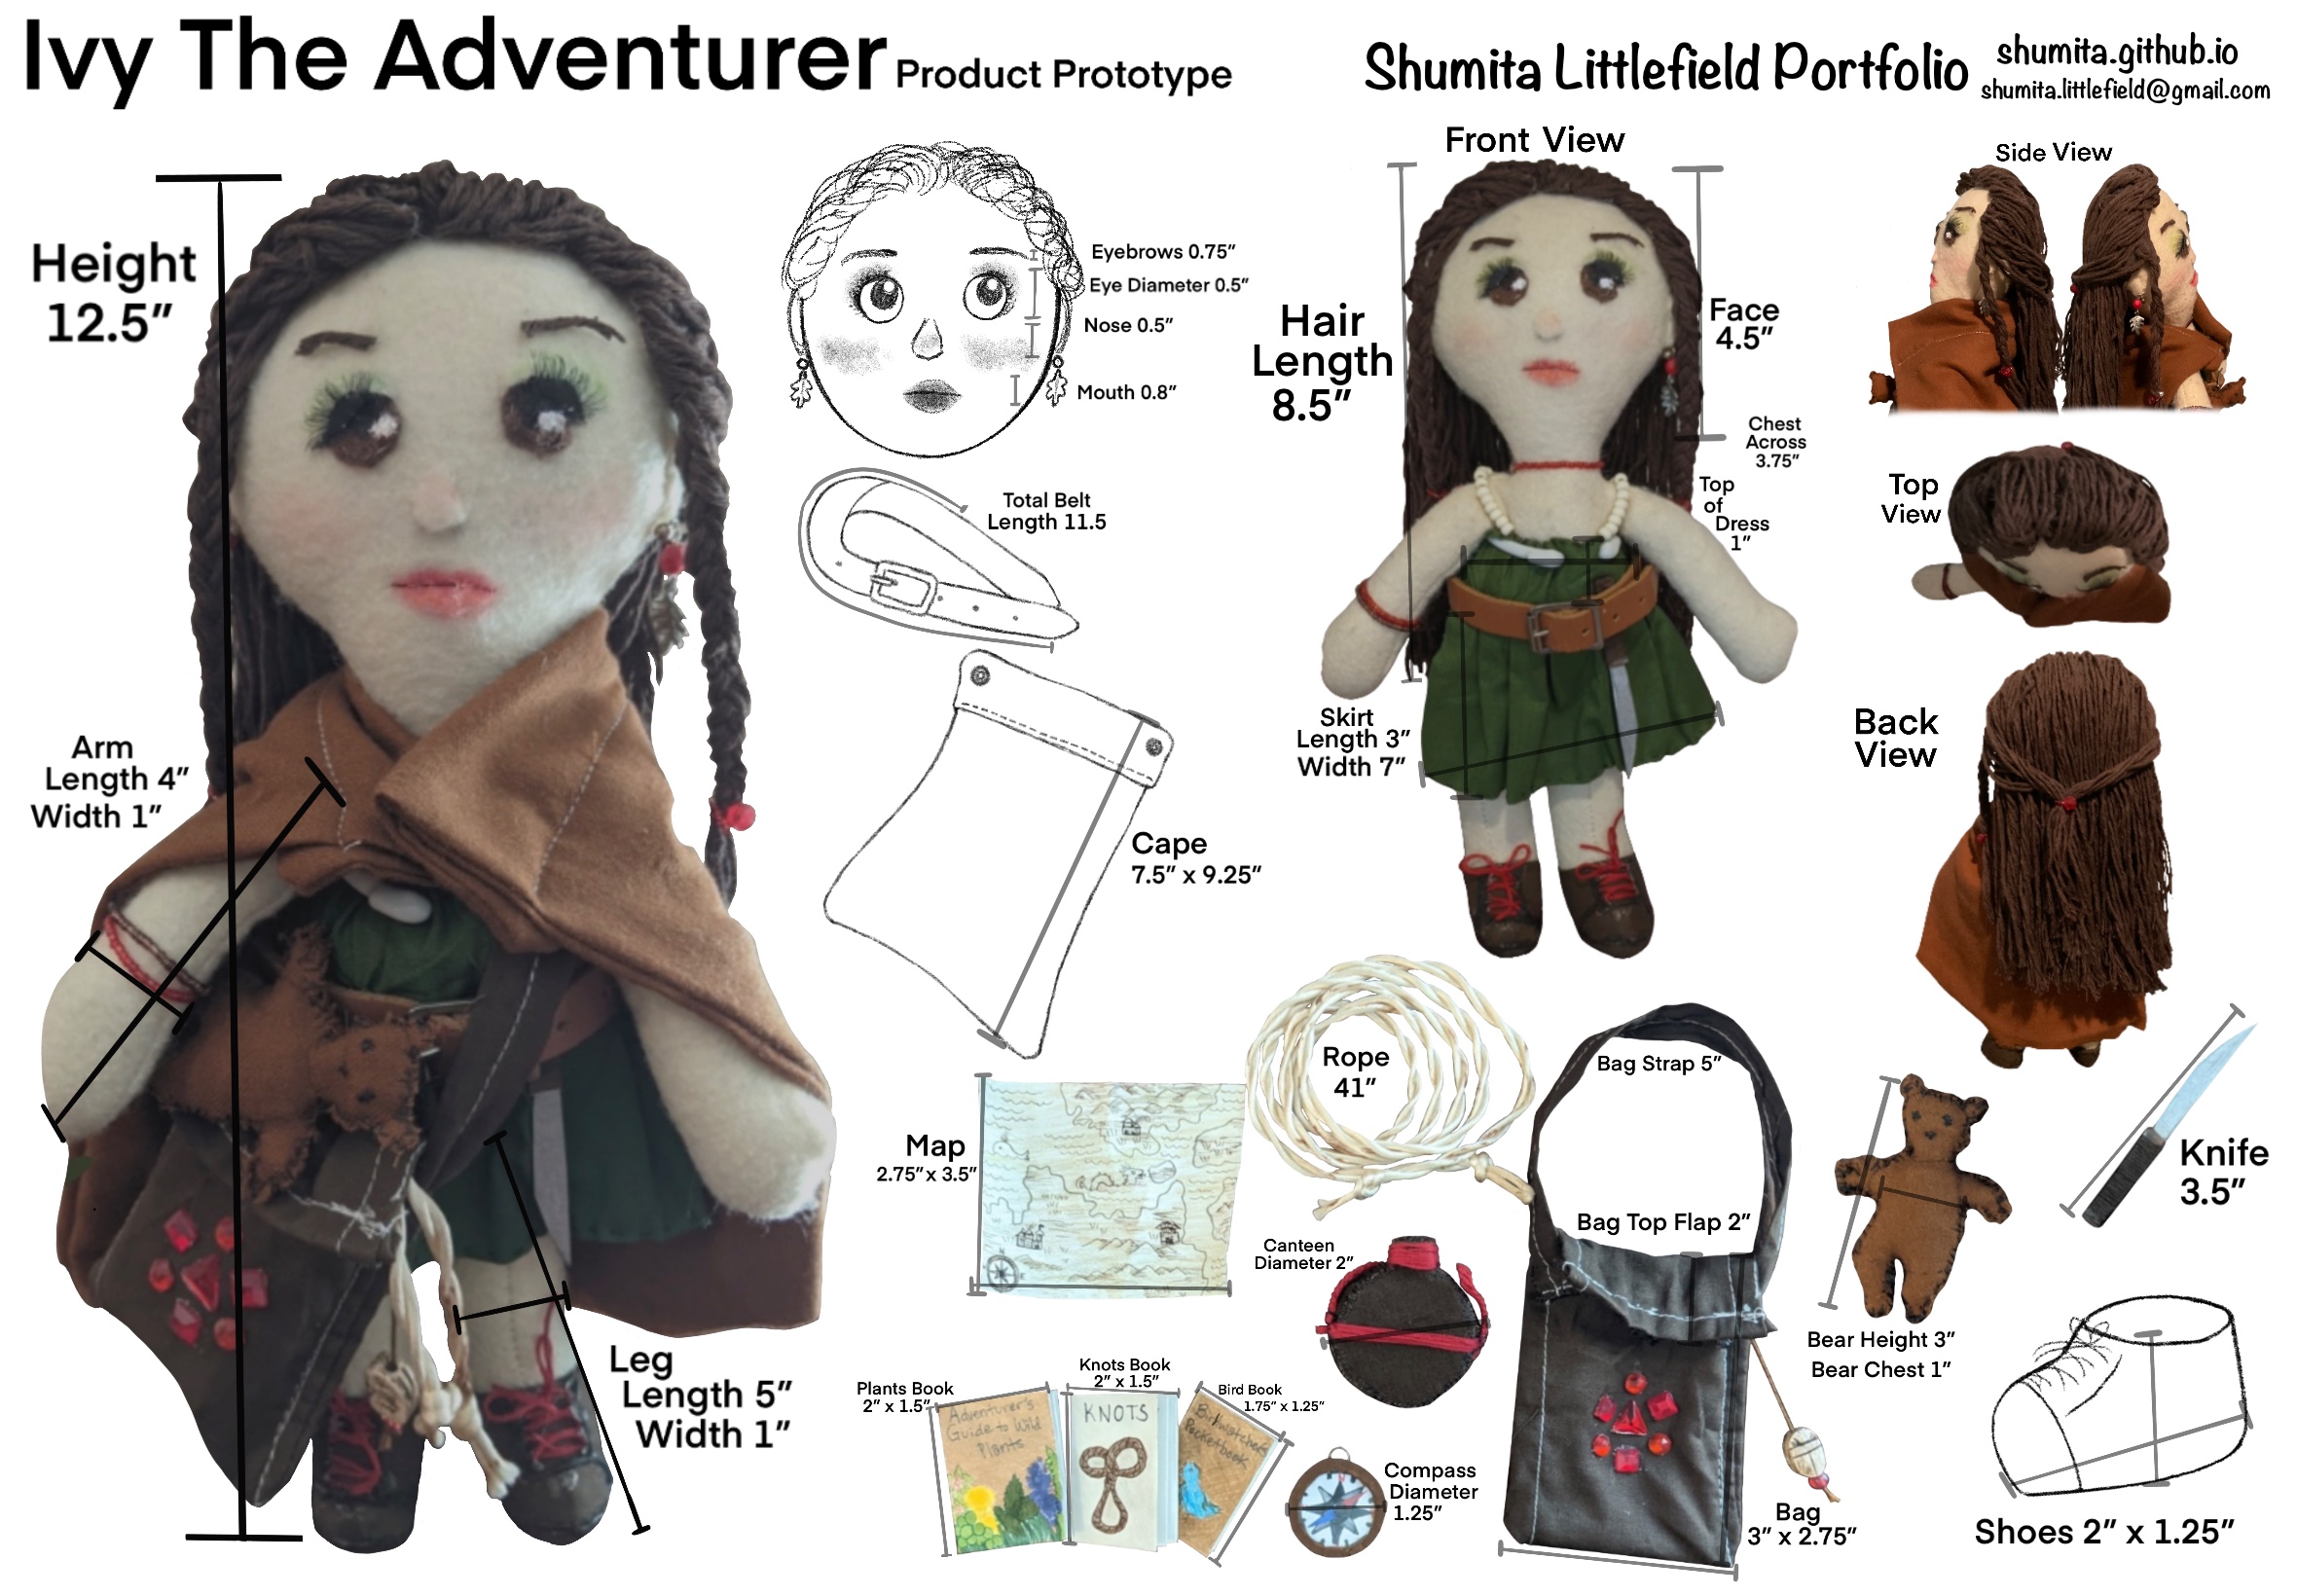 Ivy The Adventurer Product Prototype
Shumita Littlefield Portfolio
shumita.github.io
shumita.littlefield@gmail.com
Height
12.5”
Arm
Length 4”
Width 1”
Leg
Length 5”
Width 1”
Eyebrows 0.75”
Eye Diameter 0.5”
Nose 0.5”
Mouth 0.8”
Total Belt
Length 11.5
Cape
7.5” x 9.25”
Front View
Hair
Length
8.5”
Face
4.5”
Chest
Across
3.75”
Top
of
Dress
1”
Skirt
Length 3”
Width 7”
Side View
Top
View
Back
View
Map
2.75” x 3.5”
Rope
41”
Bag Strap 5”
Bag Top Flap 2”
Canteen
Diameter 2”
Knife
3.5”
Bear Height 3”
Bear Chest 1”
Plants Book
2” x 1.5”
Adventurer's
Guide to Wild
Plants
Knots Book
2” x 1.5”
KNOTS
Bird Book
1.75” x 1.25”
Birdwatcher's
Pocketbook
Compass
Diameter
1.25”
Bag
3” x 2.75”
Shoes 2” x 1.25”